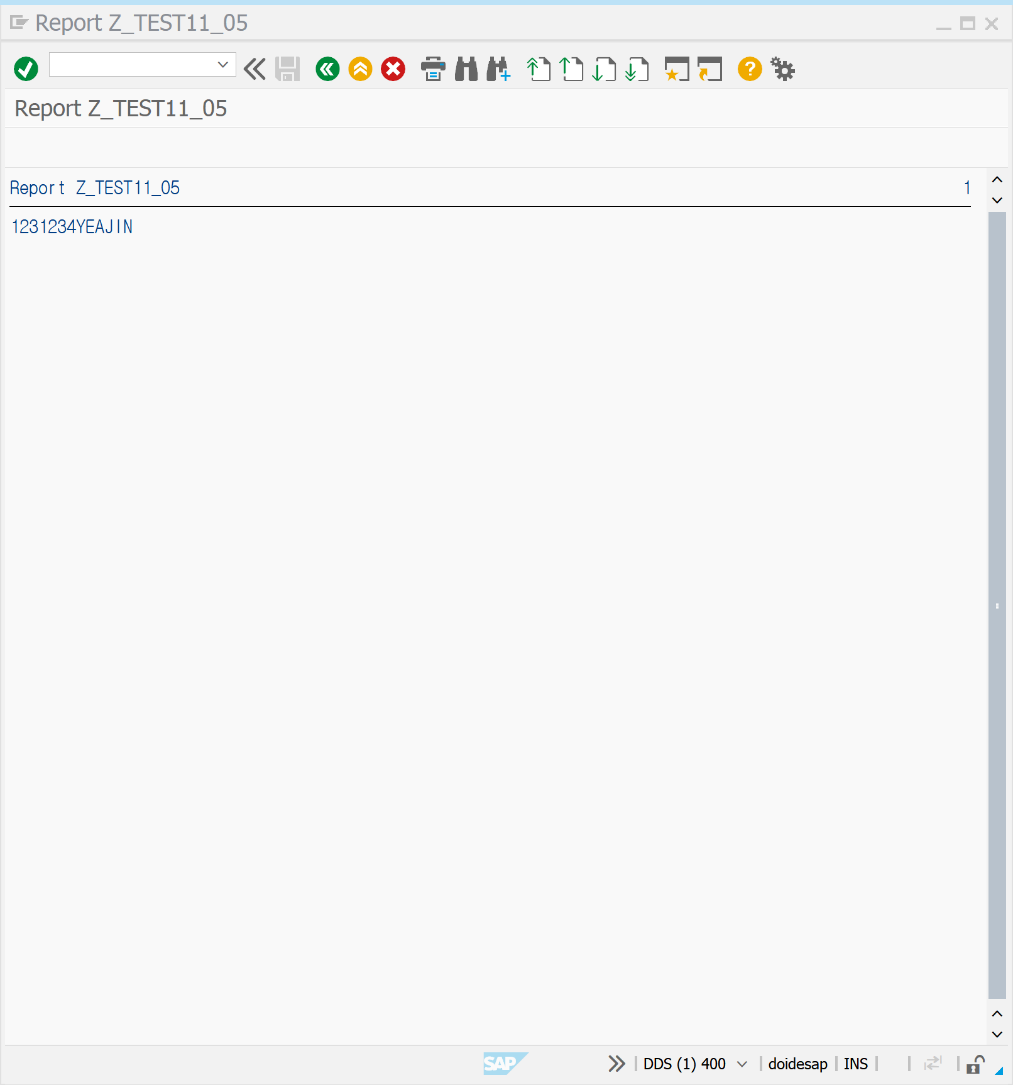 Report Z_TEST11_05
Report Z_TEST11_05
Report Z_TEST11_05 1
1231234YEAJIN
SAP DDS (1) 400 doidesap INS